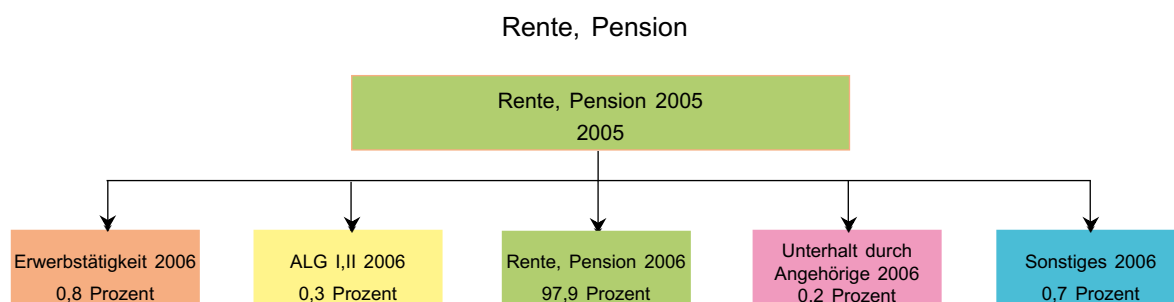 Rente, Pension
Rente, Pension 2005
2005
Erwerbstätigkeit 2006
0,8 Prozent
ALG I,II 2006
0,3 Prozent
Rente, Pension 2006
97,9 Prozent
Unterhalt durch
Angehörige 2006
0,2 Prozent
Sonstiges 2006
0,7 Prozent